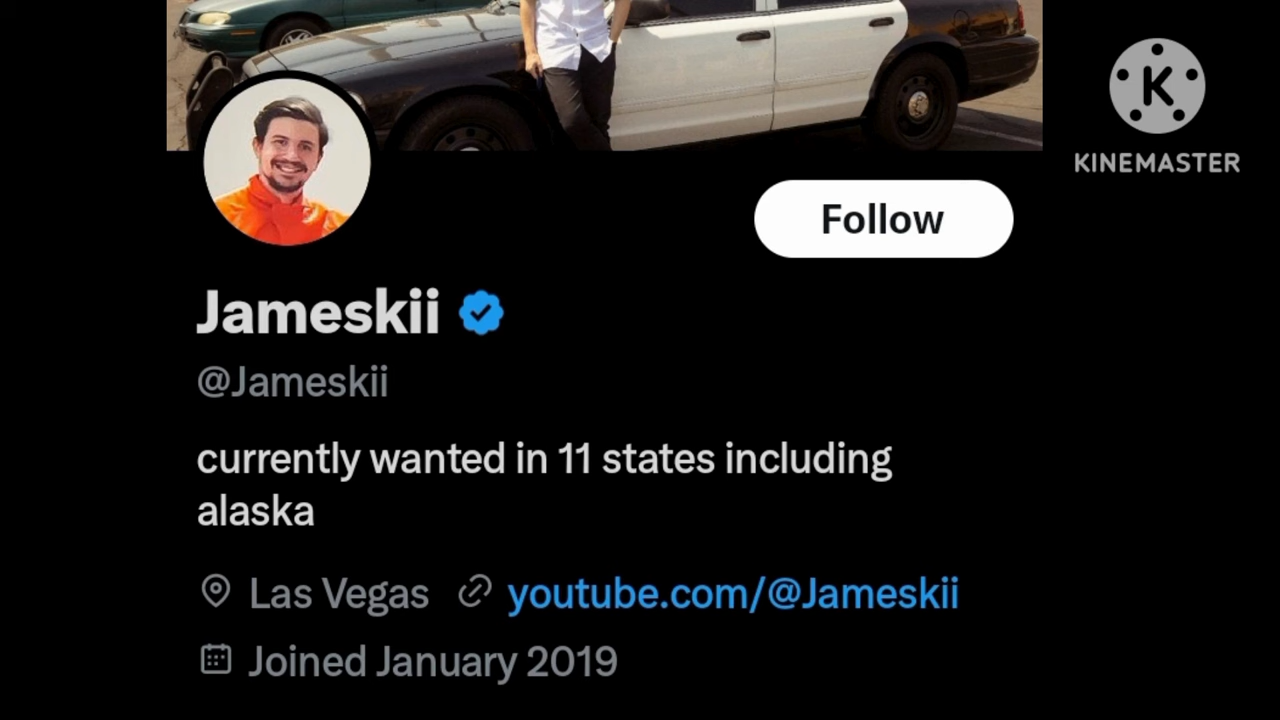 K
KINEMASTER
Follow
Jameskii
@Jameskii
currently wanted in 11 states including
alaska
Las Vegas youtube.com/@Jameskii
Joined January 2019